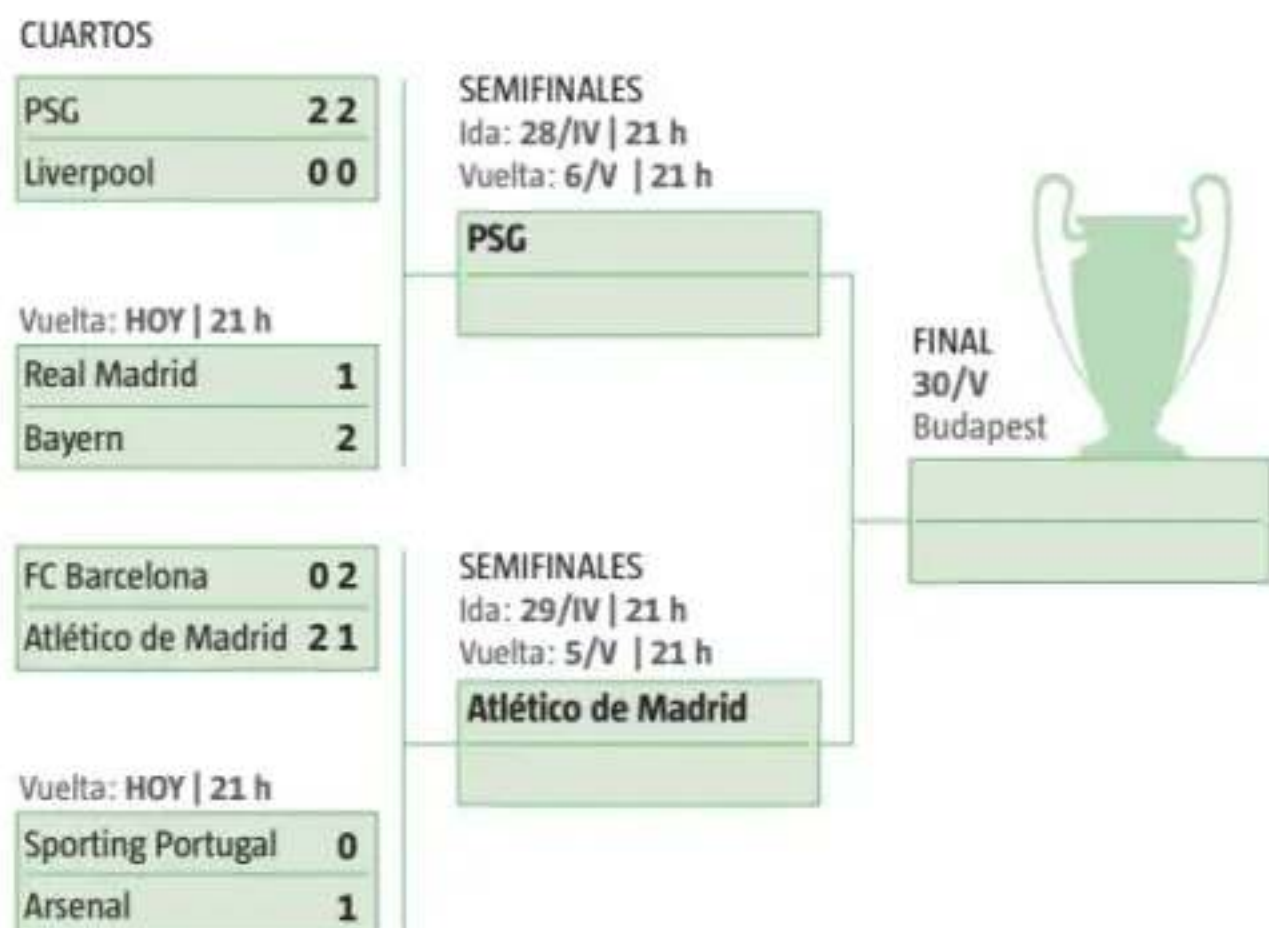 CUARTOS
PSG 2 2
Liverpool 0 0
Vuelta: HOY | 21 h
Real Madrid 1
Bayern 2
FC Barcelona 0 2
Atlético de Madrid 2 1
Vuelta: HOY | 21 h
Sporting Portugal 0
Arsenal 1
SEMIFINALES
Ida: 28/IV | 21 h
Vuelta: 6/V | 21 h
PSG
SEMIFINALES
Ida: 29/IV | 21 h
Vuelta: 5/V | 21 h
Atlético de Madrid
FINAL
30/V
Budapest